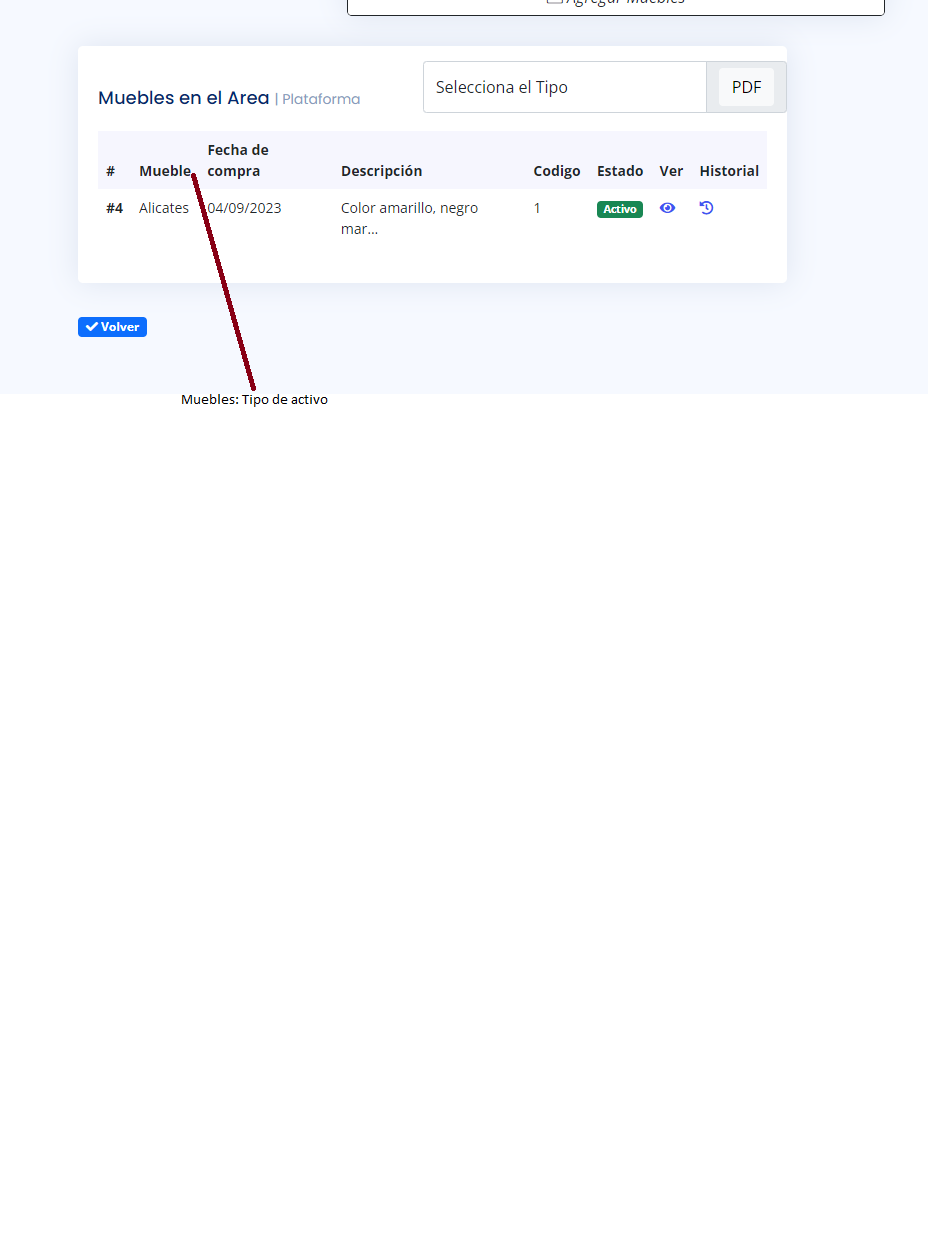 Agregar Muebles
Muebles en el Area | Plataforma
Selecciona el Tipo PDF
# Mueble Fecha de compra Descripción Codigo Estado Ver Historial
#4 Alicates 04/09/2023 Color amarillo, negro mar... 1 Activo
Volver
Muebles: Tipo de activo